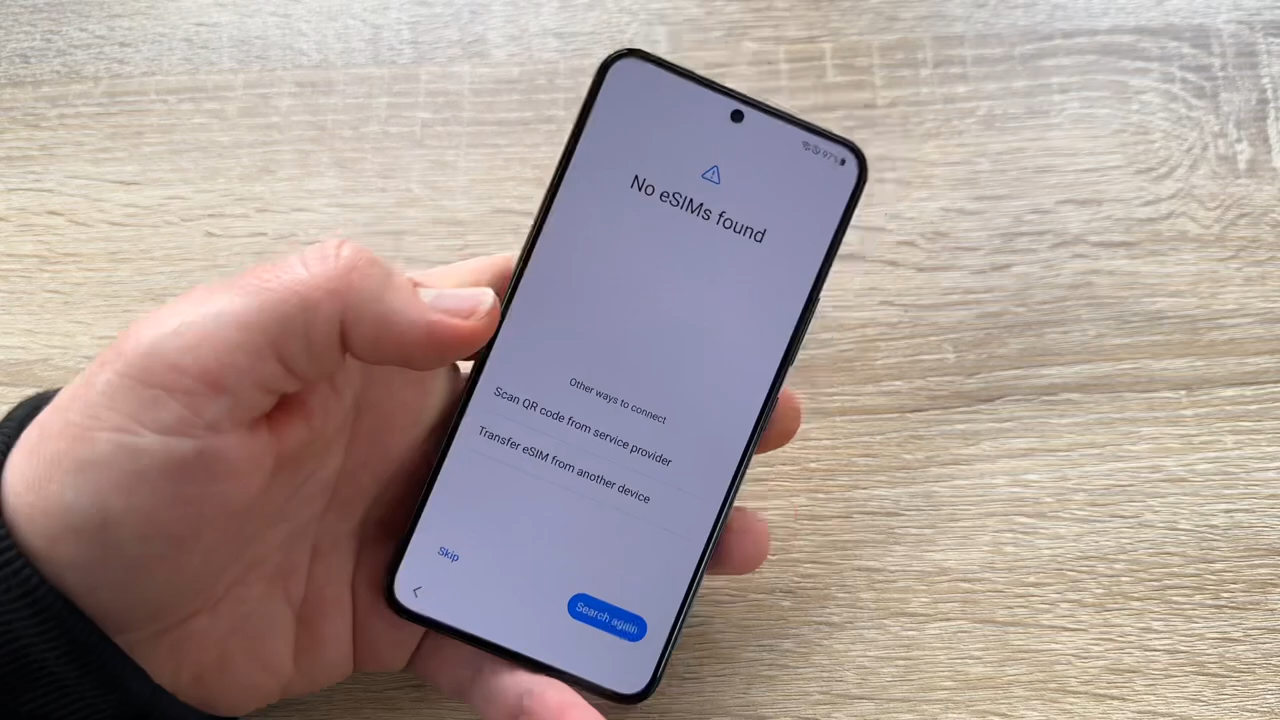 97%
No eSIMs found
Other ways to connect
Scan QR code from service provider
Transfer eSIM from another device
Skip
Search again